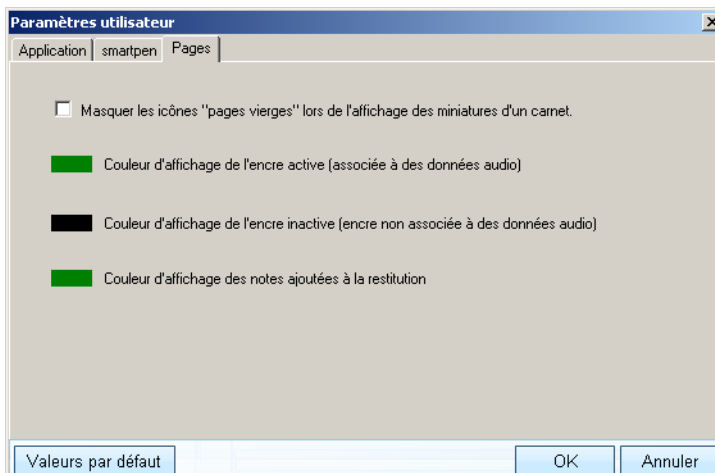 Paramètres utilisateur
Application smartpen Pages
Masquer les icônes "pages vierges" lors de l'affichage des miniatures d'un carnet.
Couleur d'affichage de l'encre active (associée à des données audio)
Couleur d'affichage de l'encre inactive (encre non associée à des données audio)
Couleur d'affichage des notes ajoutées à la restitution
Valeurs par défaut OK Annuler